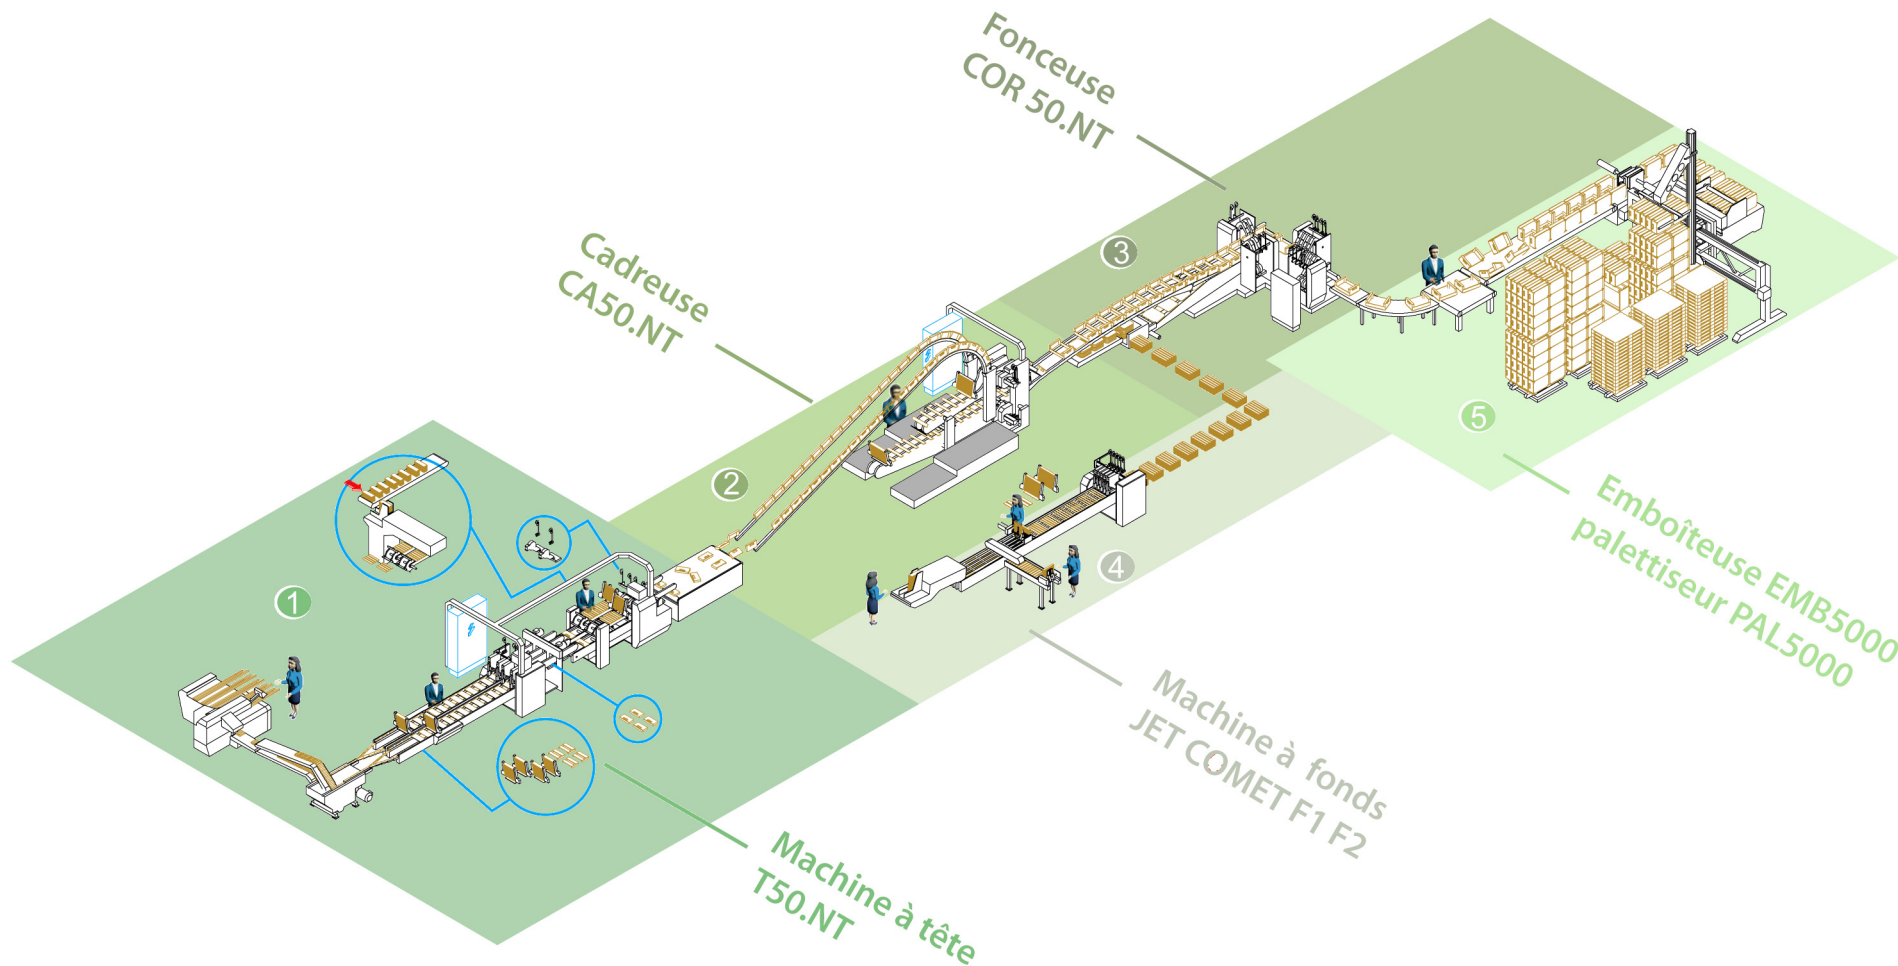 Fonceuse
COR 50.NT
Cadreuse
CA50.NT
3
2
5
1
4
Emboîteuse EMB5000
palettiseur PAL5000
Machine à fonds
JET COMET F1 F2
Machine à tête
T50.NT